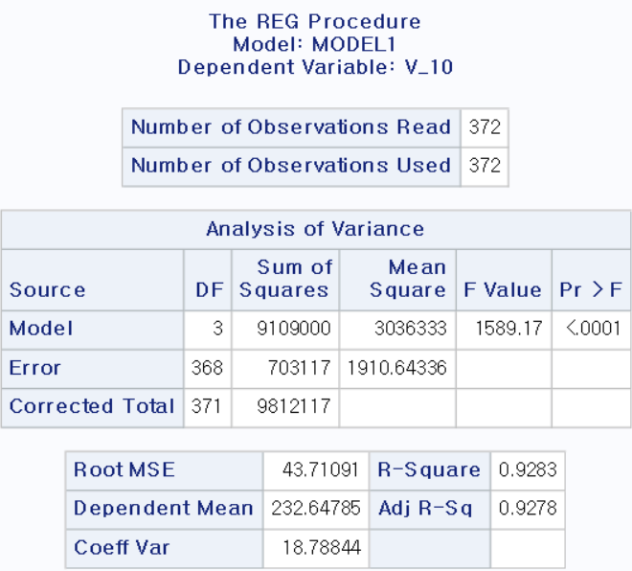 The REG Procedure
Model: MODEL1
Dependent Variable: V_10
Number of Observations Read 372
Number of Observations Used 372
Analysis of Variance
Source DF Sum of Squares Mean Square F Value Pr > F
Model 3 9109000 3036333 1589.17 <.0001
Error 368 703117 1910.64336
Corrected Total 371 9812117
Root MSE 43.71091 R-Square 0.9283
Dependent Mean 232.64785 Adj R-Sq 0.9278
Coeff Var 18.78844